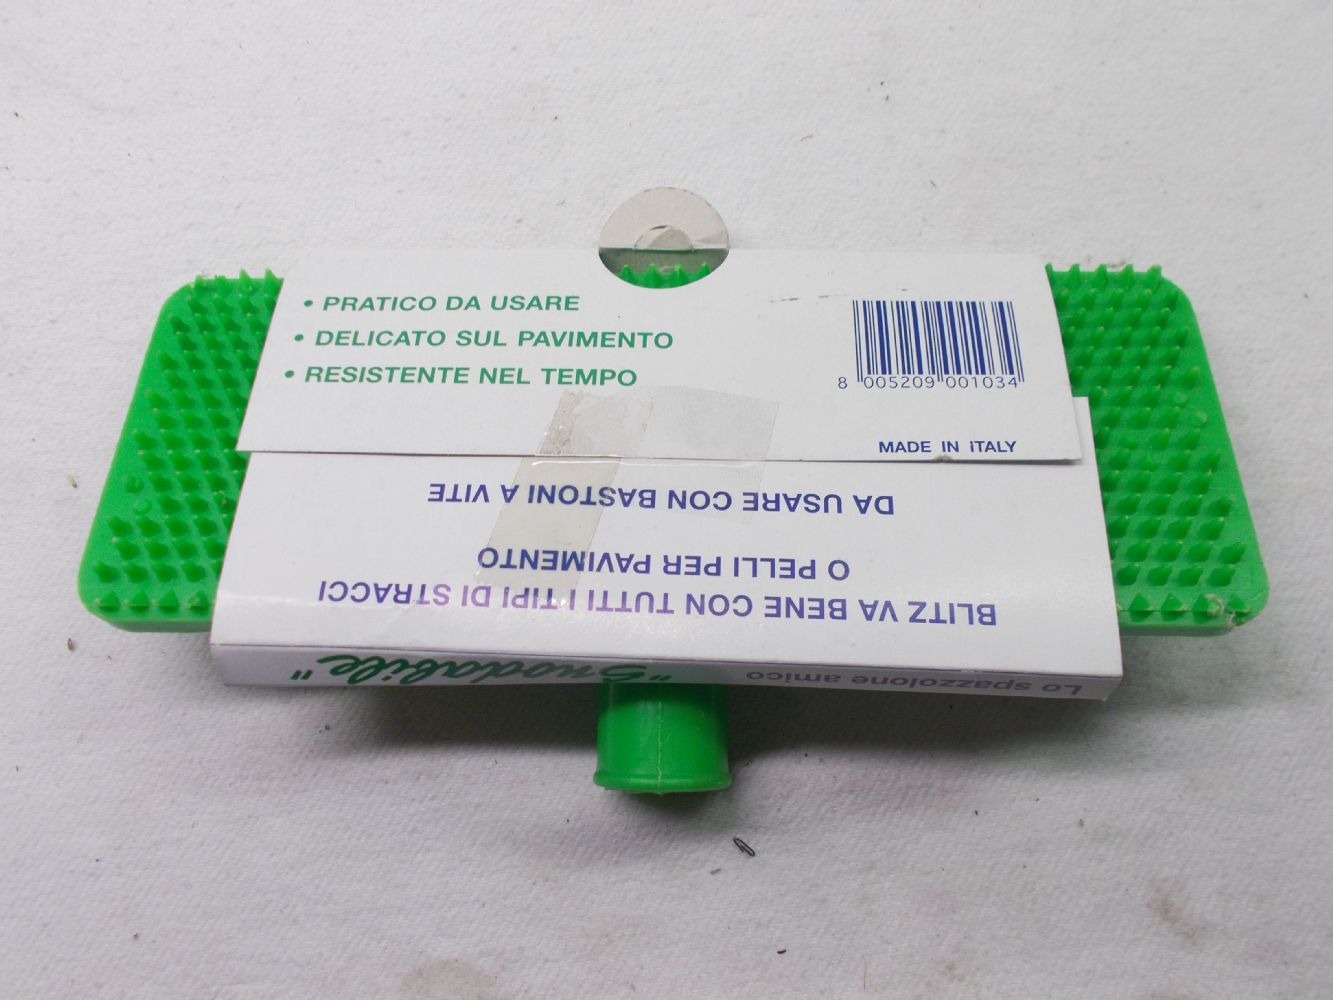 • PRATICO DA USARE
• DELICATO SUL PAVIMENTO
• RESISTENTE NEL TEMPO
8 005209 001034
MADE IN ITALY
BLITZ VA BENE CON TUTTI I TIPI DI STRACCI
O PELLI PER PAVIMENTO
DA USARE CON BASTONI A VITE
Lo spazzolone amico "Snodabile"